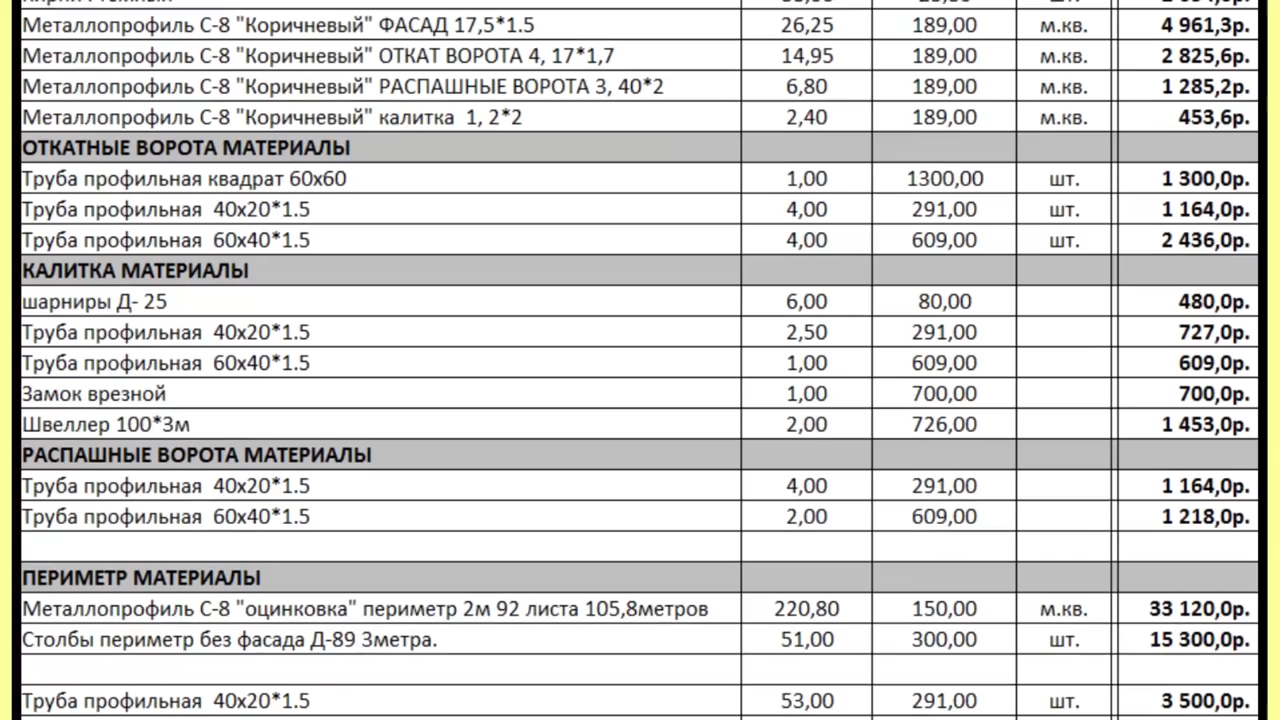 Металлопрофиль С-8 "Коричневый" ФАСАД 17,5*1.5 26,25 189,00 м.кв. 4 961,3р.
Металлопрофиль С-8 "Коричневый" ОТКАТ ВОРОТА 4, 17*1,7 14,95 189,00 м.кв. 2 825,6р.
Металлопрофиль С-8 "Коричневый" РАСПАШНЫЕ ВОРОТА 3, 40*2 6,80 189,00 м.кв. 1 285,2р.
Металлопрофиль С-8 "Коричневый" калитка 1, 2*2 2,40 189,00 м.кв. 453,6р.
ОТКАТНЫЕ ВОРОТА МАТЕРИАЛЫ
Труба профильная квадрат 60х60 1,00 1300,00 шт. 1 300,0р.
Труба профильная 40х20*1.5 4,00 291,00 шт. 1 164,0р.
Труба профильная 60х40*1.5 4,00 609,00 шт. 2 436,0р.
КАЛИТКА МАТЕРИАЛЫ
шарниры Д- 25 6,00 80,00 480,0р.
Труба профильная 40х20*1.5 2,50 291,00 727,0р.
Труба профильная 60х40*1.5 1,00 609,00 609,0р.
Замок врезной 1,00 700,00 700,0р.
Швеллер 100*3м 2,00 726,00 1 453,0р.
РАСПАШНЫЕ ВОРОТА МАТЕРИАЛЫ
Труба профильная 40х20*1.5 4,00 291,00 1 164,0р.
Труба профильная 60х40*1.5 2,00 609,00 1 218,0р.
ПЕРИМЕТР МАТЕРИАЛЫ
Металлопрофиль С-8 "оцинковка" периметр 2м 92 листа 105,8метров 220,80 150,00 м.кв. 33 120,0р.
Столбы периметр без фасада Д-89 3метра. 51,00 300,00 шт. 15 300,0р.
Труба профильная 40х20*1.5 53,00 291,00 шт. 3 500,0р.